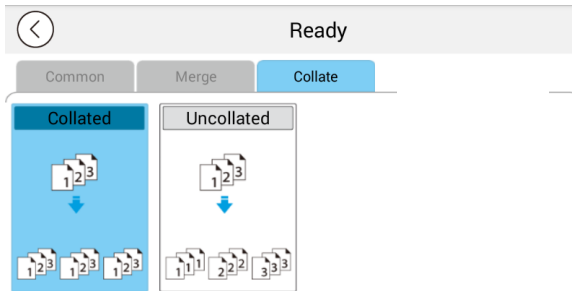 Ready
Common Merge Collate
Collated Uncollated
1 2 3 1 2 3
1 2 3 1 2 3 1 2 3 1 1 1 2 2 2 3 3 3